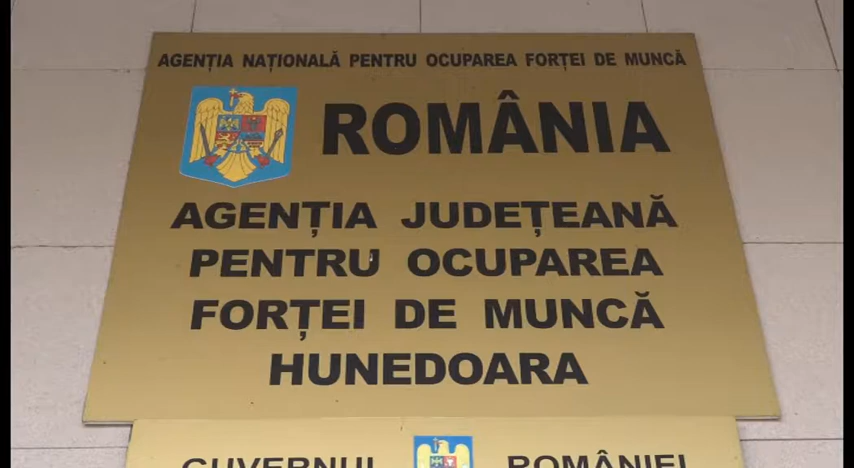 AGENȚIA NAȚIONALĂ PENTRU OCUPAREA FORȚEI DE MUNCĂ
ROMÂNIA
AGENȚIA JUDEȚEANĂ
PENTRU OCUPAREA
FORȚEI DE MUNCĂ
HUNEDOARA
GUVERNUL ROMÂNIEI